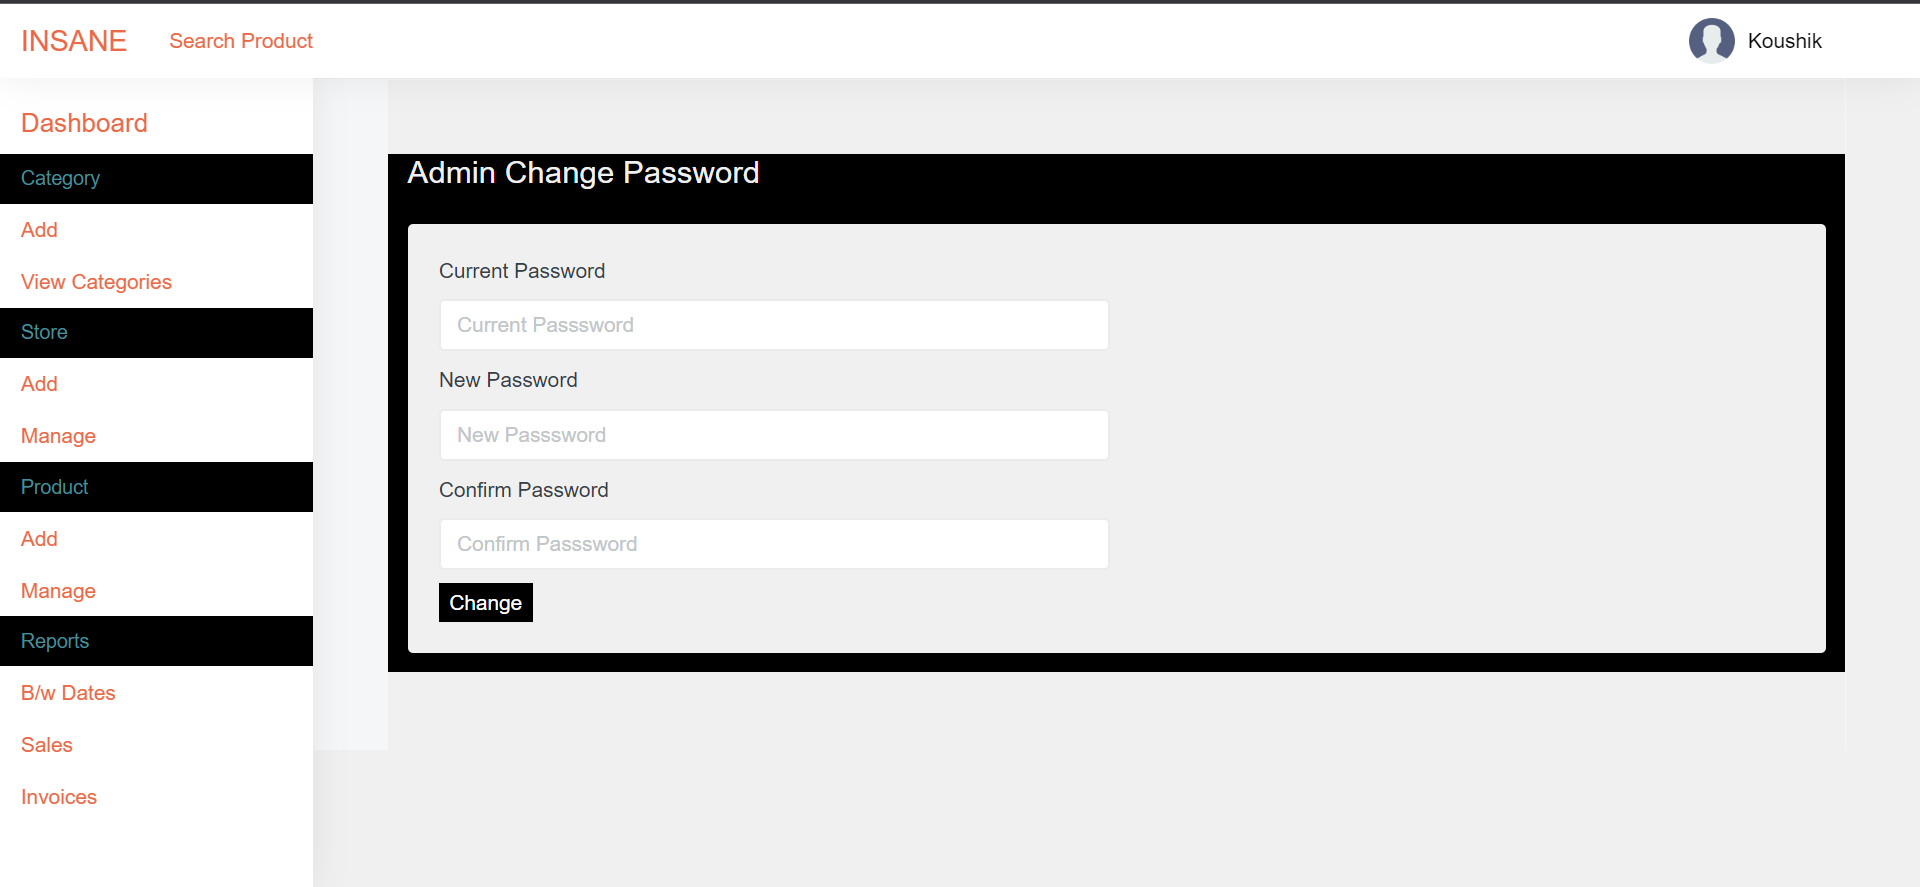 INSANE
Search Product
Koushik
Dashboard
Category
Add
View Categories
Store
Add
Manage
Product
Add
Manage
Reports
B/w Dates
Sales
Invoices
Admin Change Password
Current Password
Current Passsword
New Password
New Passsword
Confirm Password
Confirm Passsword
Change